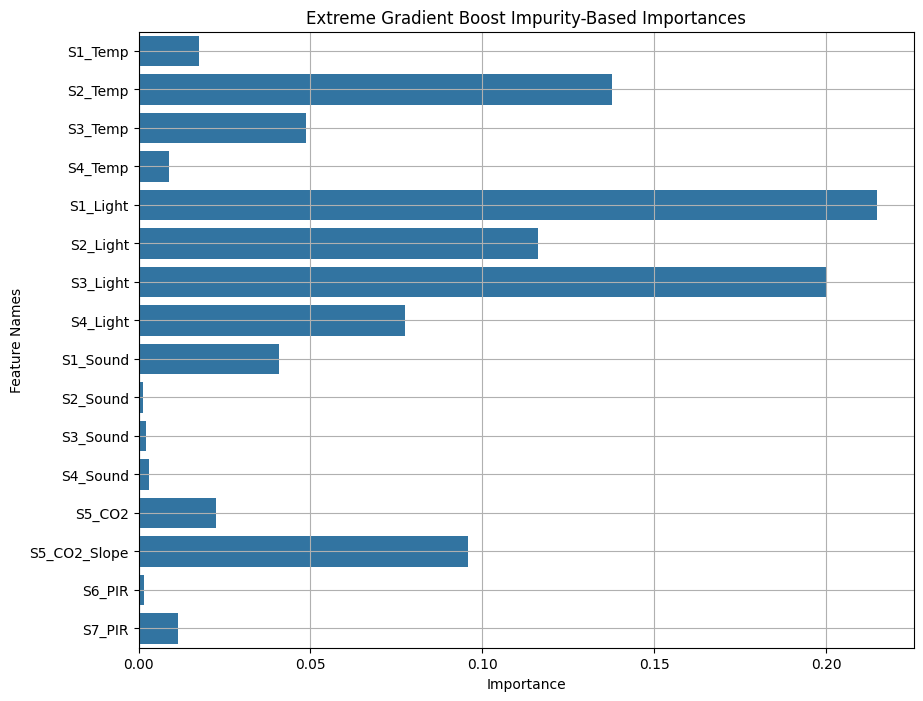 Extreme Gradient Boost Impurity-Based Importances
Feature Names
S1_Temp
S2_Temp
S3_Temp
S4_Temp
S1_Light
S2_Light
S3_Light
S4_Light
S1_Sound
S2_Sound
S3_Sound
S4_Sound
S5_CO2
S5_CO2_Slope
S6_PIR
S7_PIR
0.00 0.05 0.10 0.15 0.20
Importance